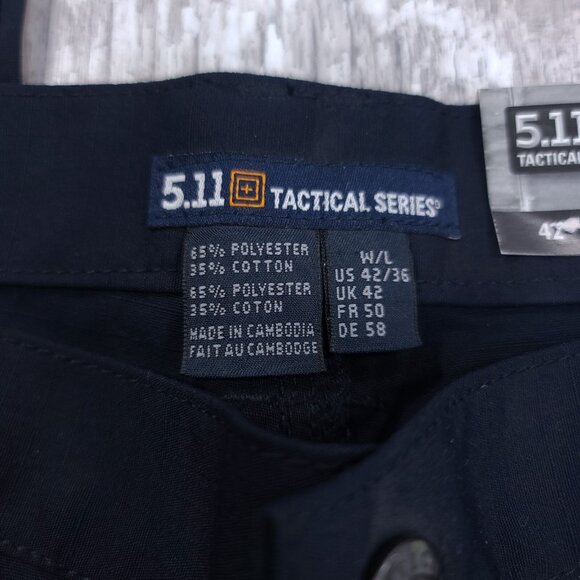 5.11 TACTICAL SERIES
65% POLYESTER
35% COTTON
65% POLYESTER
35% COTON
MADE IN CAMBODIA
FAIT AU CAMBODGE
W/L
US 42/36
UK 42
FR 50
DE 58
5.11
TACTICAL
42